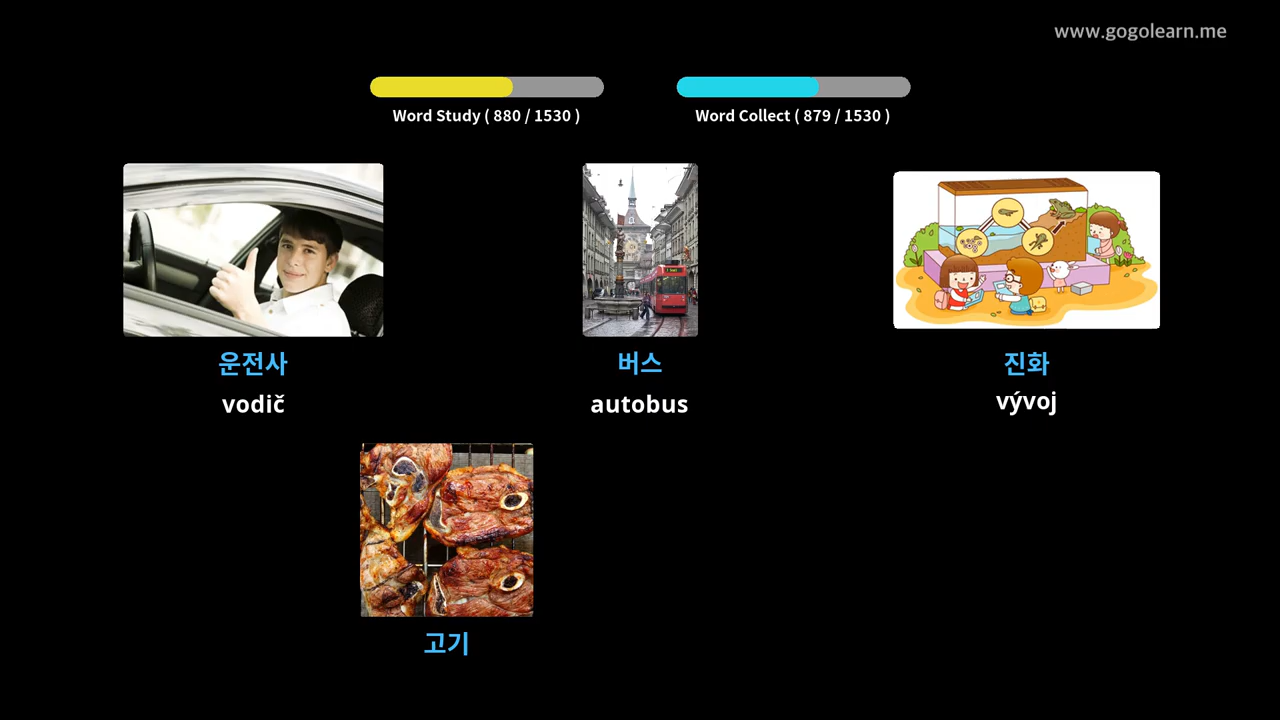 www.gogolearn.me
Word Study ( 880 / 1530 )
Word Collect ( 879 / 1530 )
운전사
버스
진화
vodič
autobus
vývoj
고기